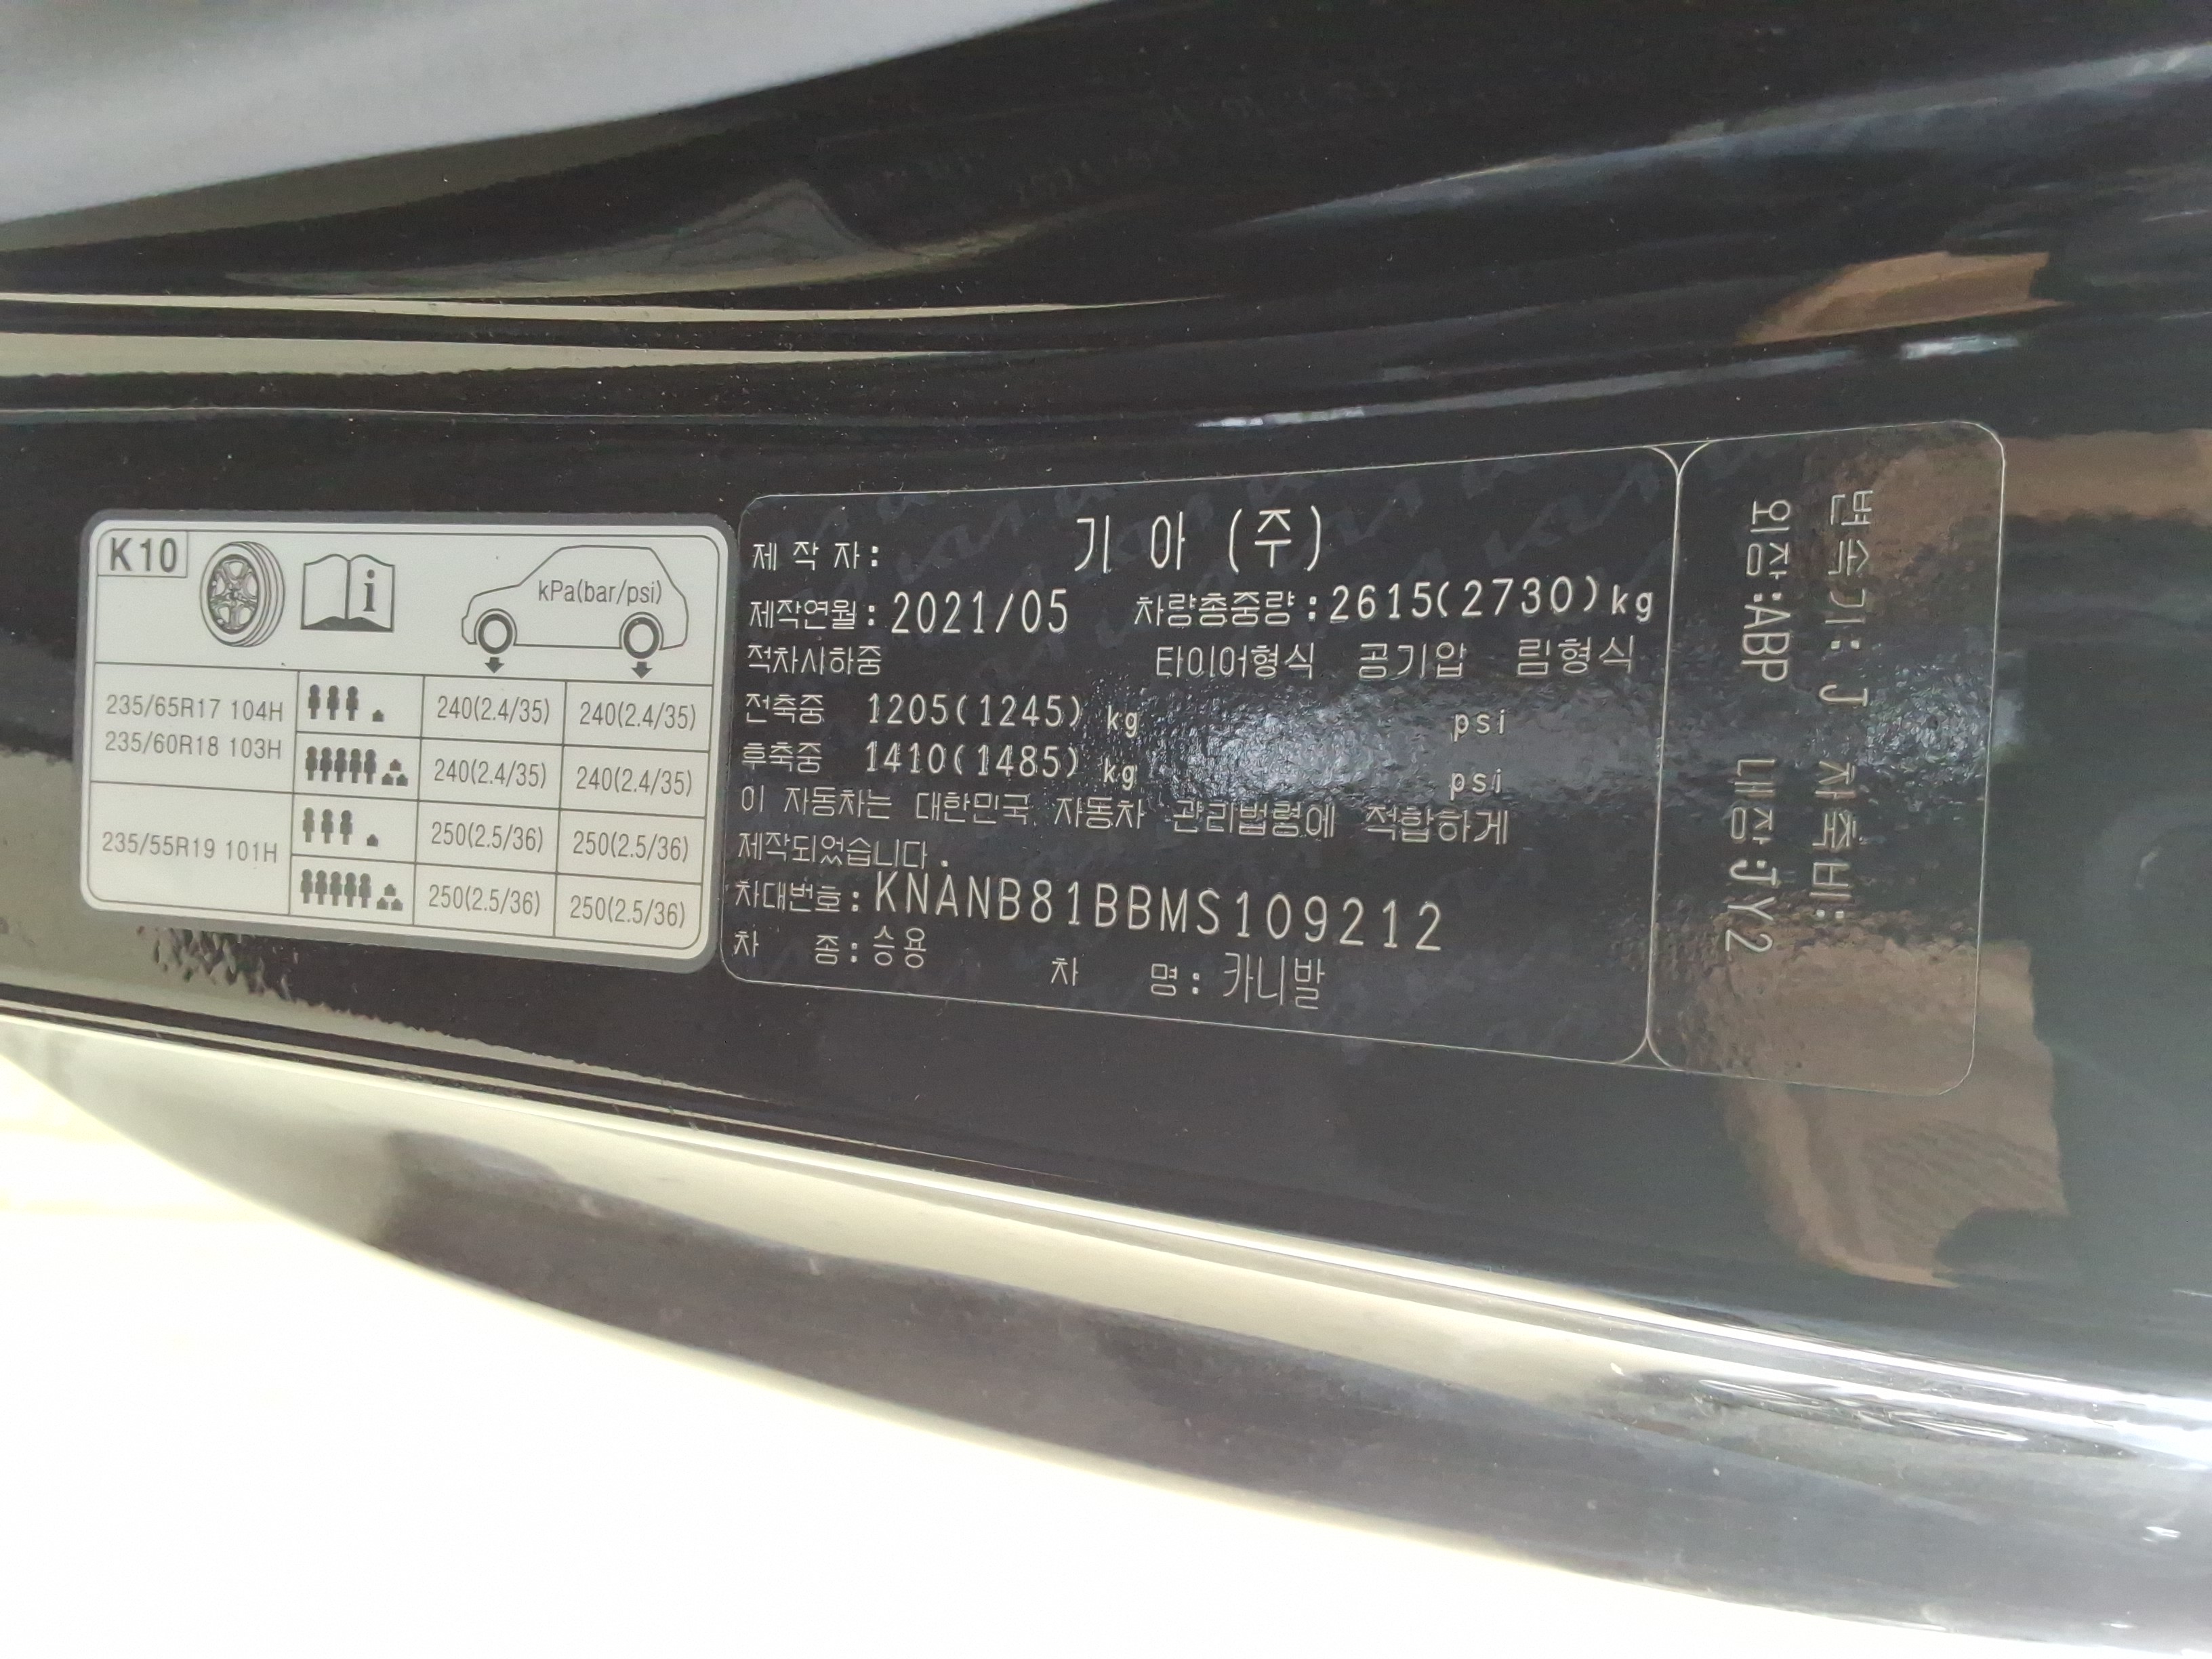 K10
kPa(bar/psi)
235/65R17 104H
235/60R18 103H
240(2.4/35) 240(2.4/35)
240(2.4/35) 240(2.4/35)
235/55R19 101H
250(2.5/36) 250(2.5/36)
250(2.5/36) 250(2.5/36)
제 작 자: 기 아 (주)
제작연월: 2021/05 차량총중량:2615(2730)kg
적차시하중 타이어형식 공기압 림형식
전축중 1205(1245) kg psi
후축중 1410(1485) kg psi
이 자동차는 대한민국 자동차 관리법령에 적합하게
제작되었습니다.
차대번호: KNANB81BBMS109212
차 종: 승용 차 명: 카니발
변속기: J 차축비:
외장:ABP 내장:JY2